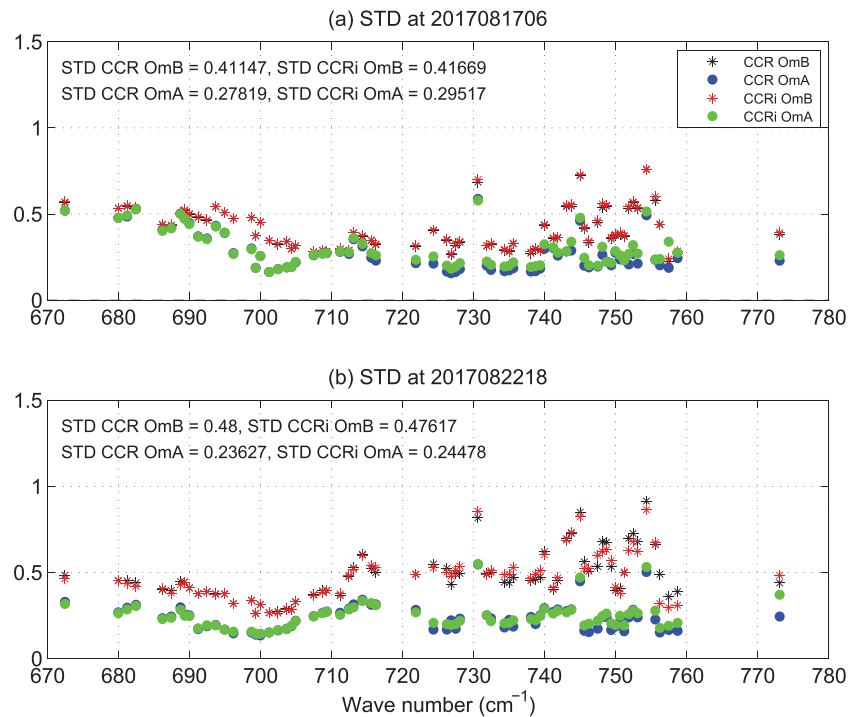 (a) STD at 2017081706
1.5
STD CCR OmB = 0.41147, STD CCRi OmB = 0.41669
STD CCR OmA = 0.27819, STD CCRi OmA = 0.29517
CCR OmB
CCR OmA
CCRi OmB
CCRi OmA
1
0.5
0
670 680 690 700 710 720 730 740 750 760 770 780
(b) STD at 2017082218
1.5
STD CCR OmB = 0.48, STD CCRi OmB = 0.47617
STD CCR OmA = 0.23627, STD CCRi OmA = 0.24478
1
0.5
0
670 680 690 700 710 720 730 740 750 760 770 780
Wave number (cm⁻¹)